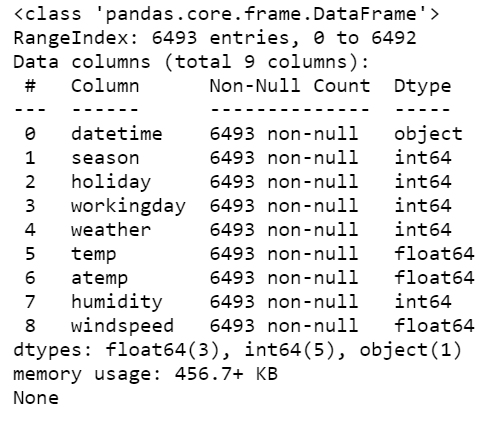 <class 'pandas.core.frame.DataFrame'>
RangeIndex: 6493 entries, 0 to 6492
Data columns (total 9 columns):
 #   Column      Non-Null Count  Dtype
---  ------      --------------  -----
 0   datetime    6493 non-null   object
 1   season      6493 non-null   int64
 2   holiday     6493 non-null   int64
 3   workingday  6493 non-null   int64
 4   weather     6493 non-null   int64
 5   temp        6493 non-null   float64
 6   atemp       6493 non-null   float64
 7   humidity    6493 non-null   int64
 8   windspeed   6493 non-null   float64
dtypes: float64(3), int64(5), object(1)
memory usage: 456.7+ KB
None